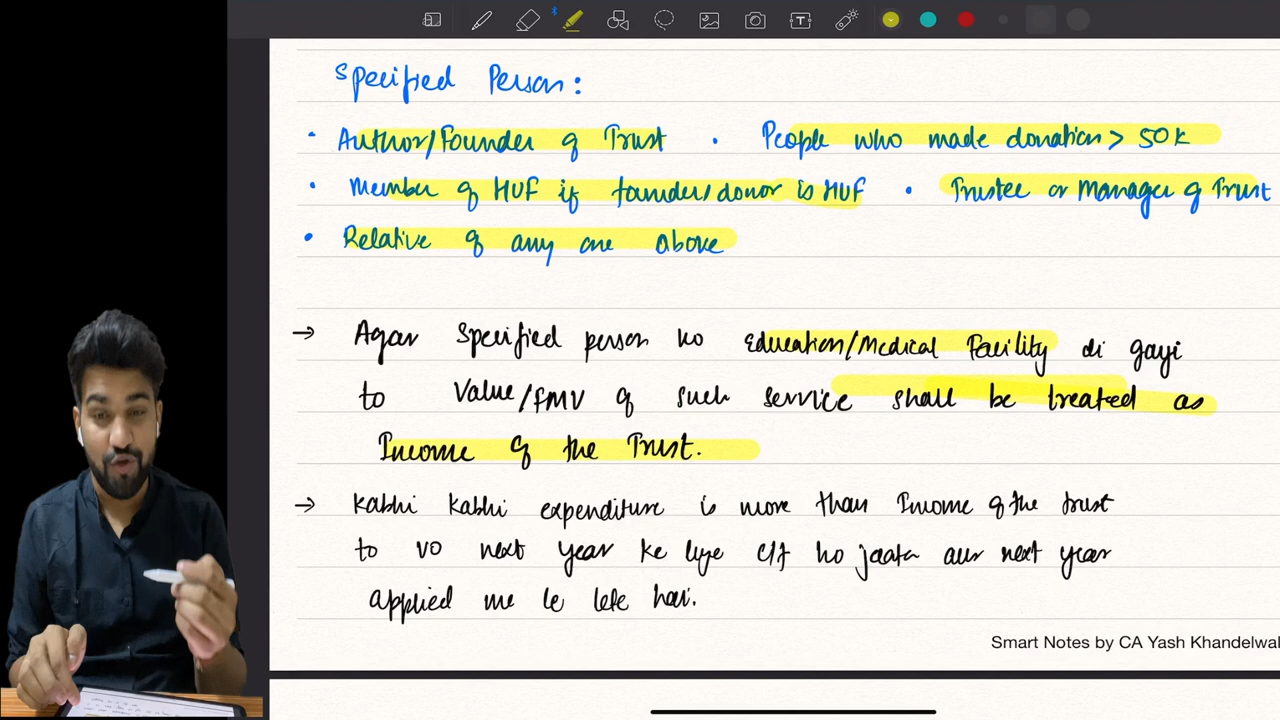 Specified Person:
• Author/Founder of Trust • People who made donation > 50K
• Member of HUF if founder/donor is HUF • Trustee or Manager of Trust
• Relative of any one above
→ Agar Specified person ko Education/Medical Facility di gayi
to Value/FMV of such service shall be treated as
Income of the Trust.
→ Kabhi Kabhi expenditure is more than Income of the trust
to vo next year ke liye c/f ho jaata aur next year
applied me le lete hai.
Smart Notes by CA Yash Khandelwal